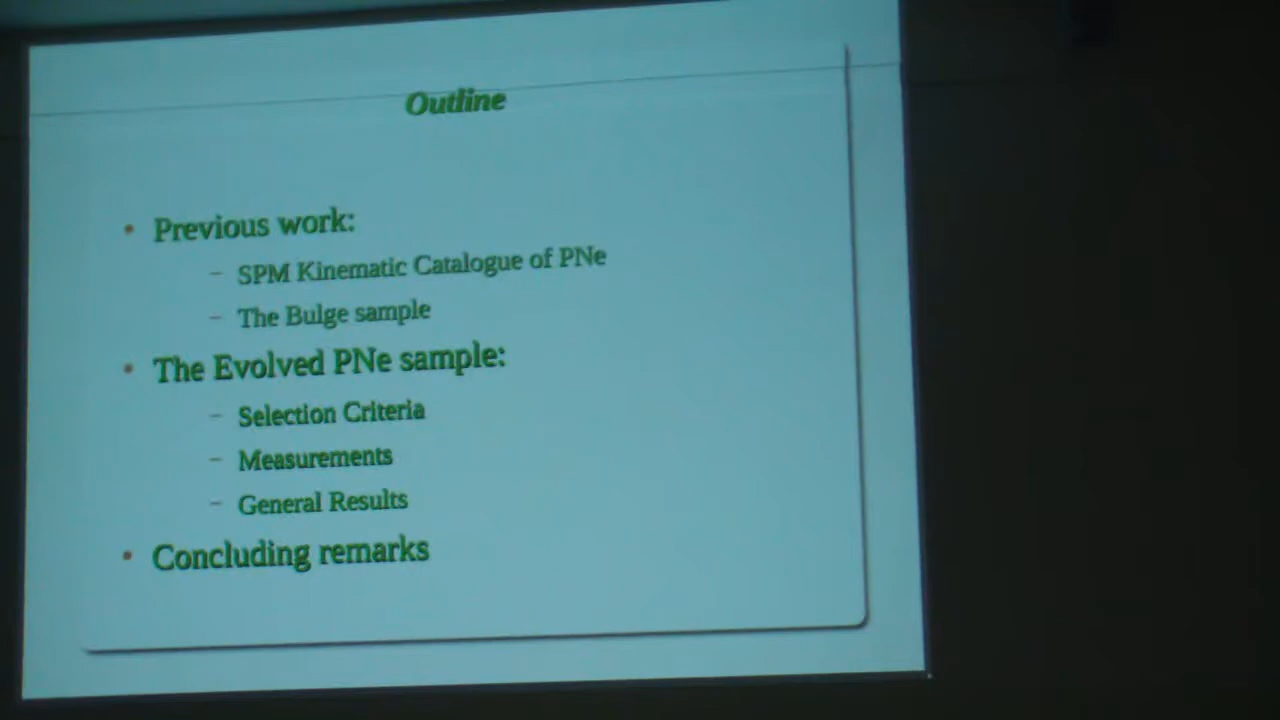 Outline
• Previous work:
– SPM Kinematic Catalogue of PNe
– The Bulge sample
• The Evolved PNe sample:
– Selection Criteria
– Measurements
– General Results
• Concluding remarks